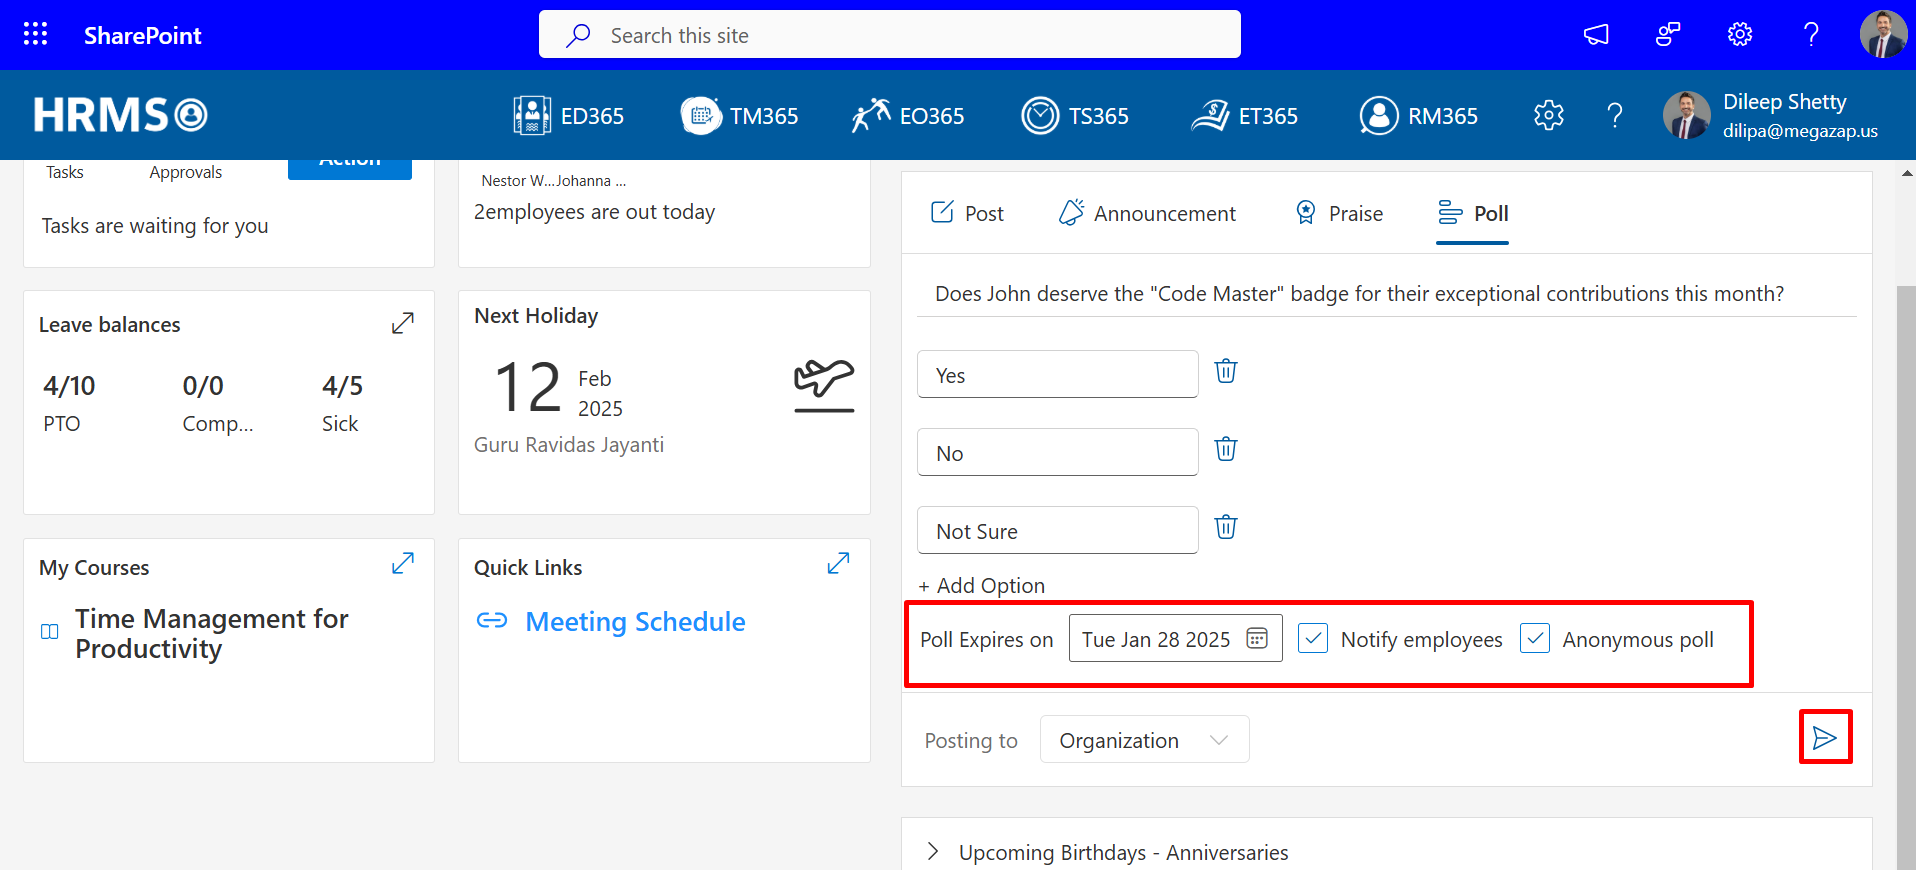 SharePoint
Search this site
HRMS
ED365
TM365
EO365
TS365
ET365
RM365
Dileep Shetty
dilipa@megazap.us
Tasks
Approvals
Action
Tasks are waiting for you
Nestor W...Johanna ...
2employees are out today
Leave balances
4/10
0/0
4/5
PTO
Comp...
Sick
Next Holiday
12
Feb
2025
Guru Ravidas Jayanti
My Courses
Time Management for
Productivity
Quick Links
Meeting Schedule
Post
Announcement
Praise
Poll
Does John deserve the "Code Master" badge for their exceptional contributions this month?
Yes
No
Not Sure
+ Add Option
Poll Expires on
Tue Jan 28 2025
Notify employees
Anonymous poll
Posting to
Organization
Upcoming Birthdays - Anniversaries